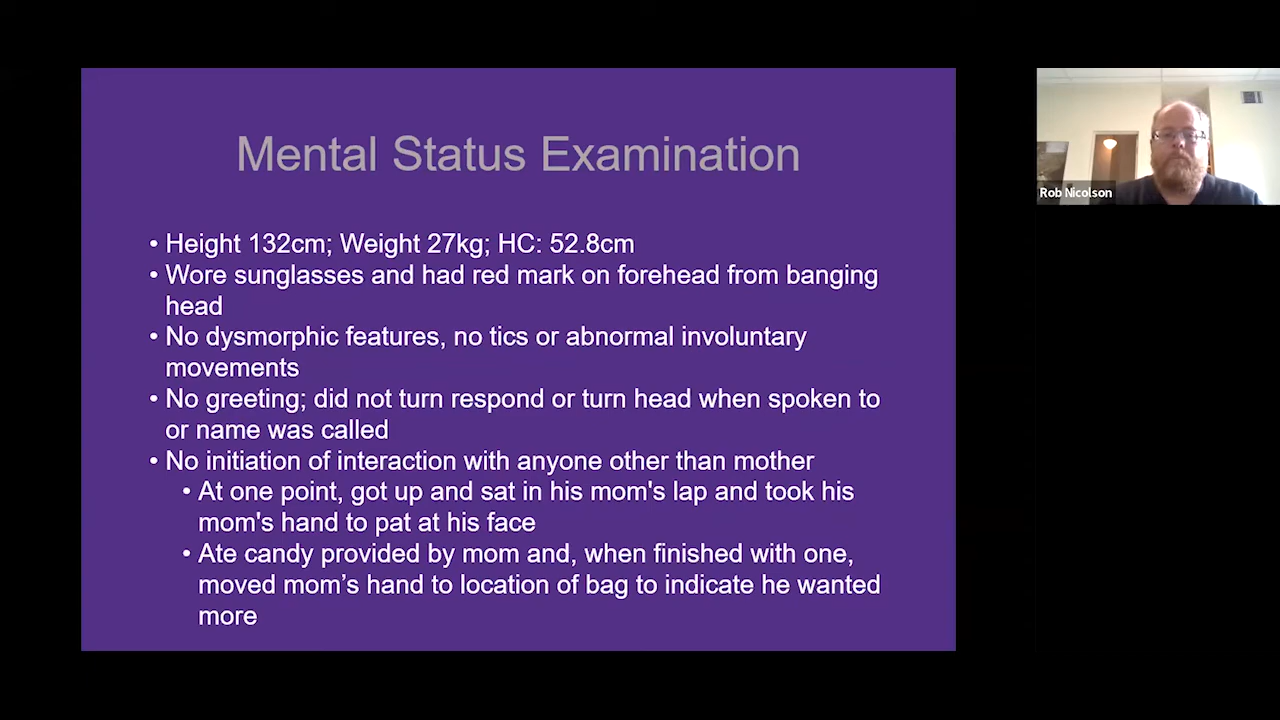 Mental Status Examination
• Height 132cm; Weight 27kg; HC: 52.8cm
• Wore sunglasses and had red mark on forehead from banging
head
• No dysmorphic features, no tics or abnormal involuntary
movements
• No greeting; did not turn respond or turn head when spoken to
or name was called
• No initiation of interaction with anyone other than mother
• At one point, got up and sat in his mom's lap and took his
mom's hand to pat at his face
• Ate candy provided by mom and, when finished with one,
moved mom’s hand to location of bag to indicate he wanted
more
Rob Nicolson